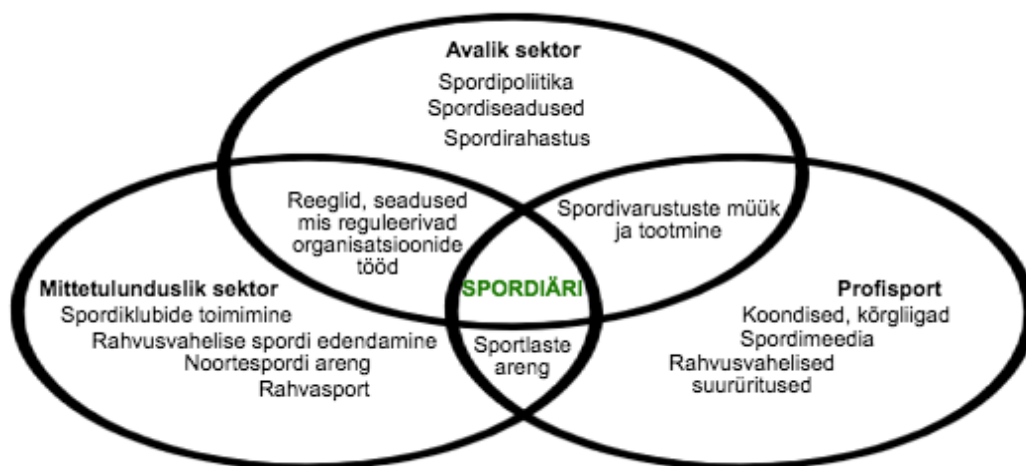 Avalik sektor
Spordipoliitika
Spordiseadused
Spordirahastus
Reeglid, seadused
mis reguleerivad
organisatsioonide
tööd
Spordivarustuste müük
ja tootmine
SPORDIÄRI
Mittetulunduslik sektor
Spordiklubide toimimine
Rahvusvahelise spordi edendamine
Noortespordi areng
Rahvasport
Sportlaste
areng
Profisport
Koondised, kõrgliigad
Spordimeedia
Rahvusvahelised
suurüritused